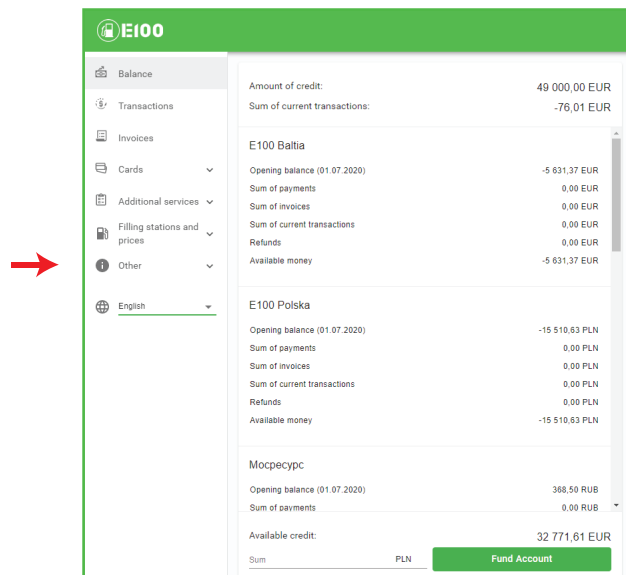 E100
Balance
Transactions
Invoices
Cards
Additional services
Filling stations and
prices
Other
English
Amount of credit: 49 000,00 EUR
Sum of current transactions: -76,01 EUR
E100 Baltia
Opening balance (01.07.2020) -5 631,37 EUR
Sum of payments 0,00 EUR
Sum of invoices 0,00 EUR
Sum of current transactions 0,00 EUR
Refunds 0,00 EUR
Available money -5 631,37 EUR
E100 Polska
Opening balance (01.07.2020) -15 510,63 PLN
Sum of payments 0,00 PLN
Sum of invoices 0,00 PLN
Sum of current transactions 0,00 PLN
Refunds 0,00 PLN
Available money -15 510,63 PLN
Мосресурс
Opening balance (01.07.2020) 368,50 RUB
Sum of payments 0,00 RUB
Available credit: 32 771,61 EUR
Sum PLN Fund Account